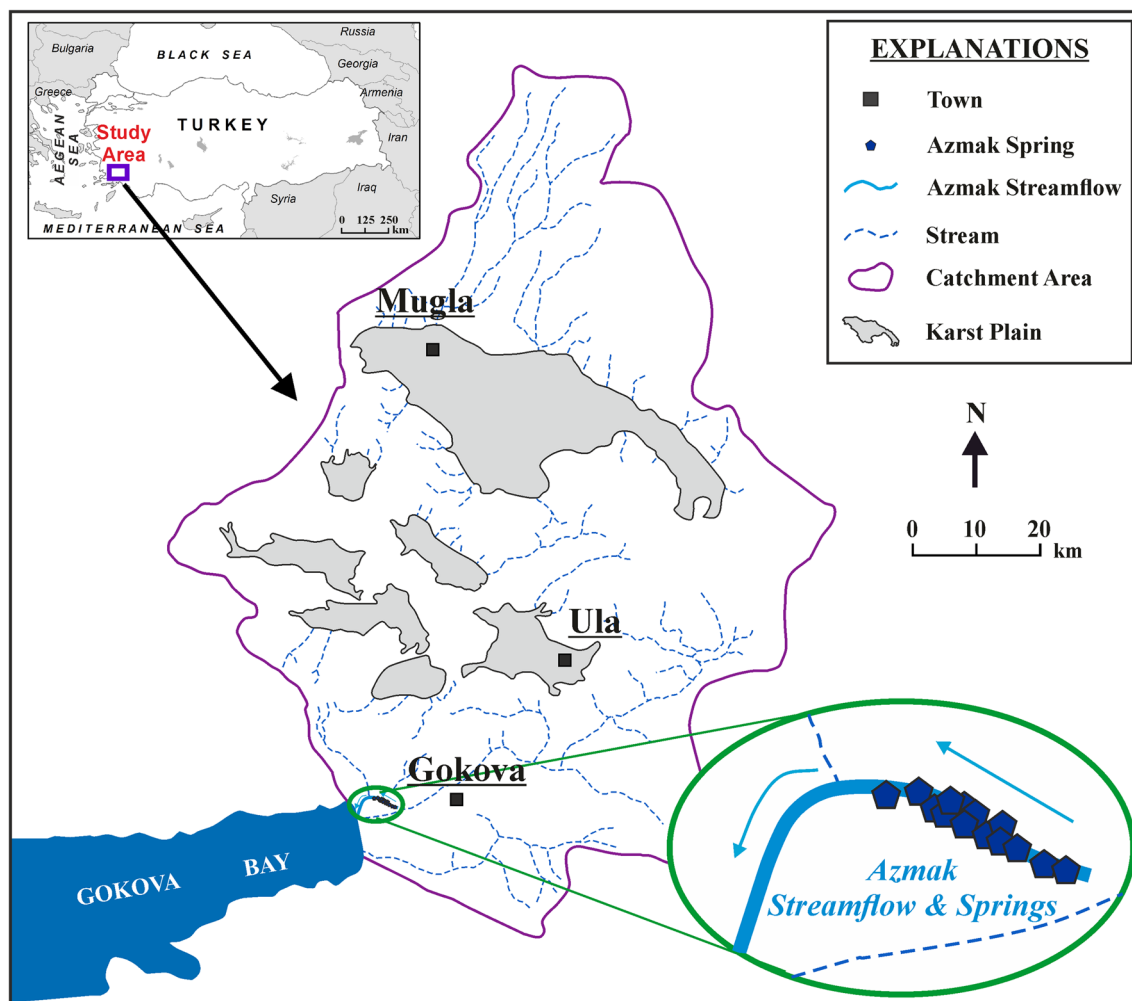 Bulgaria
BLACK SEA
Russia
Georgia
Greece
Armenia
TURKEY
AEGEAN
SEA
Study
Area
Iran
Syria
Iraq
0 125 250
km
MEDITERRANEAN SEA
EXPLANATIONS
Town
Azmak Spring
Azmak Streamflow
Stream
Catchment Area
Karst Plain
N
0 10 20
km
Mugla
Ula
Gokova
GOKOVA BAY
Azmak
Streamflow & Springs